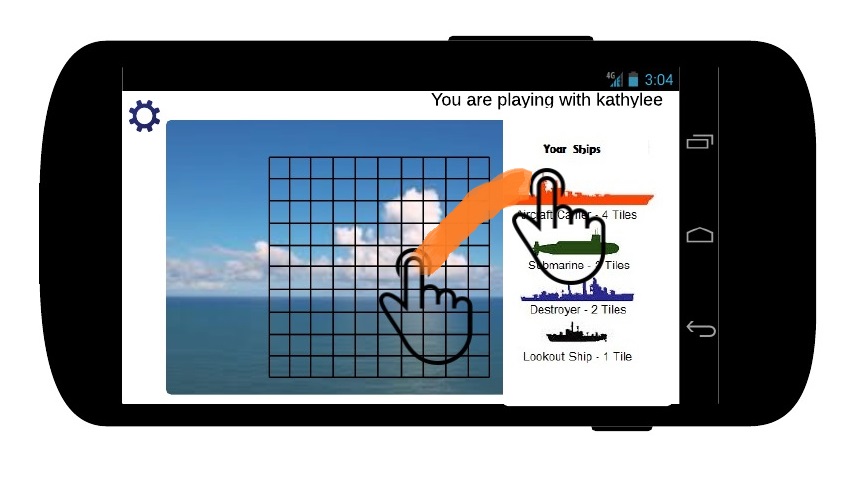 4G 3:04
You are playing with kathylee
Your Ships
Aircraft Carrier - 4 Tiles
Submarine - Tiles
Destroyer - 2 Tiles
Lookout Ship - 1 Tile